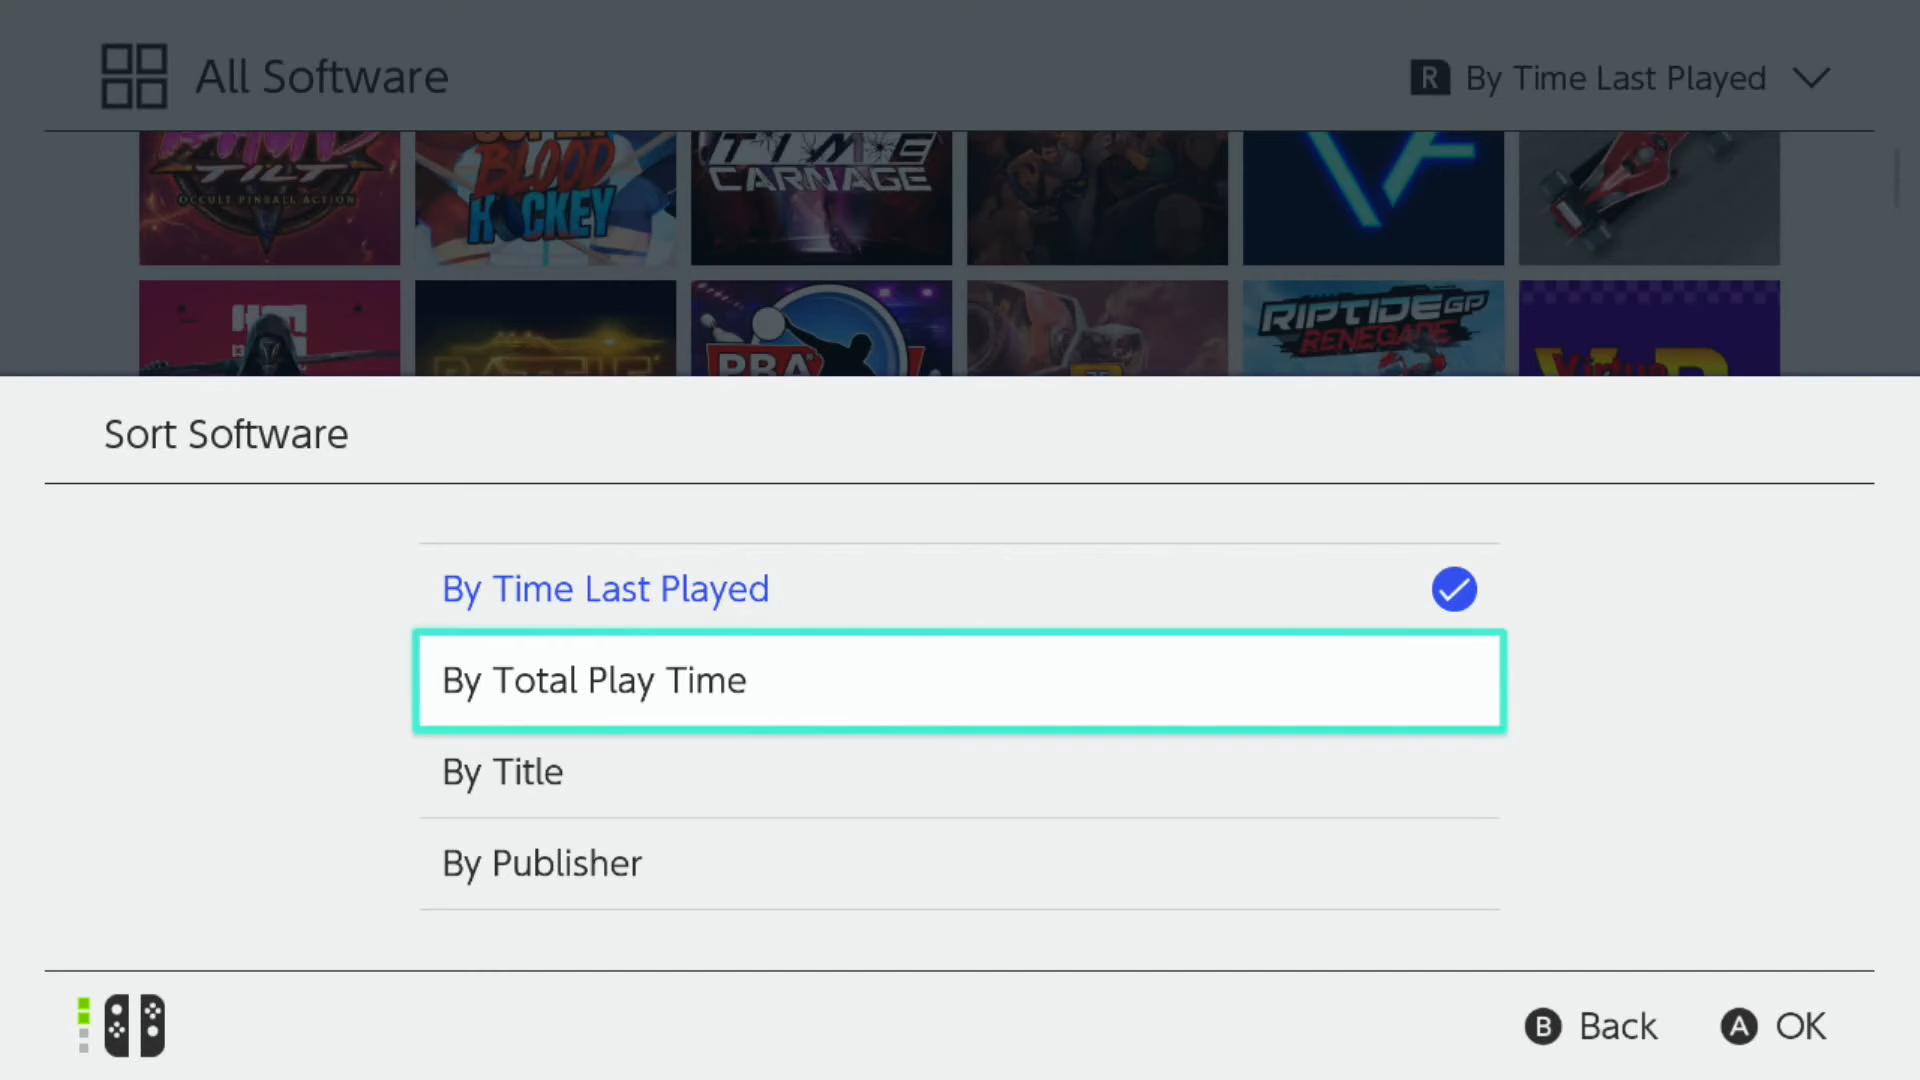 All Software
R By Time Last Played
TILT
OCCULT PINBALL ACTION
SUPER
BLOOD
HOCKEY
TIME
CARNAGE
PBA
RIPTIDE GP
RENEGADE
Sort Software
By Time Last Played
By Total Play Time
By Title
By Publisher
B Back
A OK